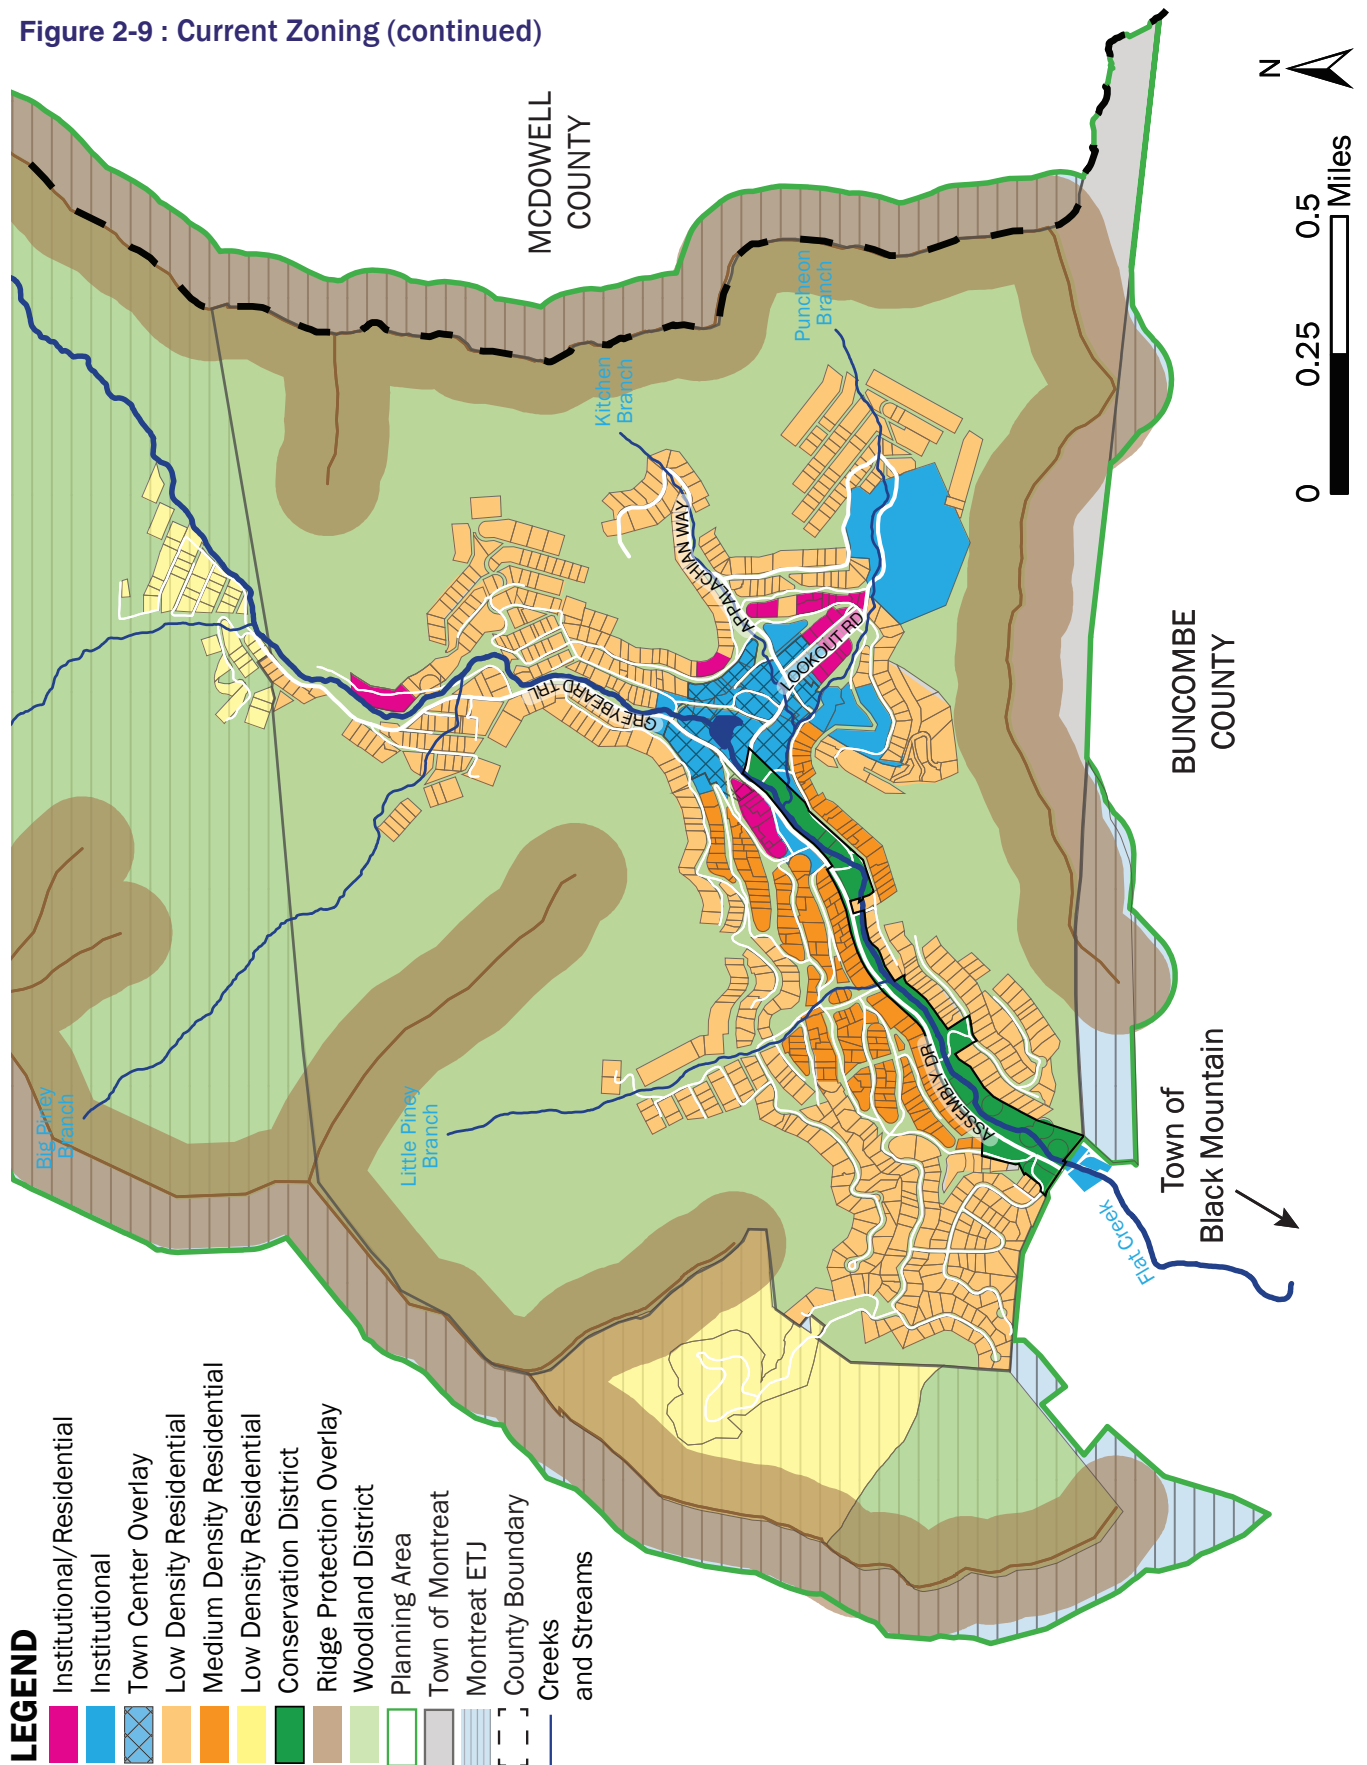 Figure 2-9 : Current Zoning (continued)
N
MCDOWELL
COUNTY
0
0.25
0.5
Miles
Puncheon
Branch
Kitchen
Branch
APPALACHIAN WAY
LOOKOUT RD
GREYBEARD TRL
BUNCOMBE
COUNTY
ASSEMBLY DR
Big Piney
Branch
Little Piney
Branch
Flat Creek
Town of
Black Mountain
LEGEND
Institutional/Residential
Institutional
Town Center Overlay
Low Density Residential
Medium Density Residential
Low Density Residential
Conservation District
Ridge Protection Overlay
Woodland District
Planning Area
Town of Montreat
Montreat ETJ
County Boundary
Creeks
and Streams